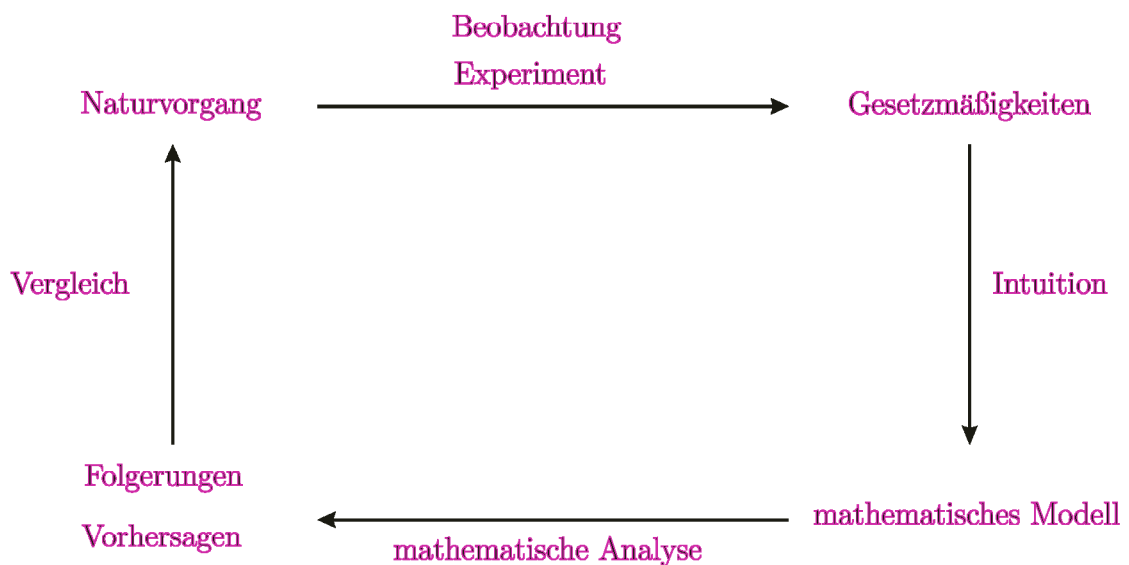 Beobachtung
Experiment
Naturvorgang
Gesetzmäßigkeiten
Vergleich
Intuition
Folgerungen
Vorhersagen
mathematisches Modell
mathematische Analyse